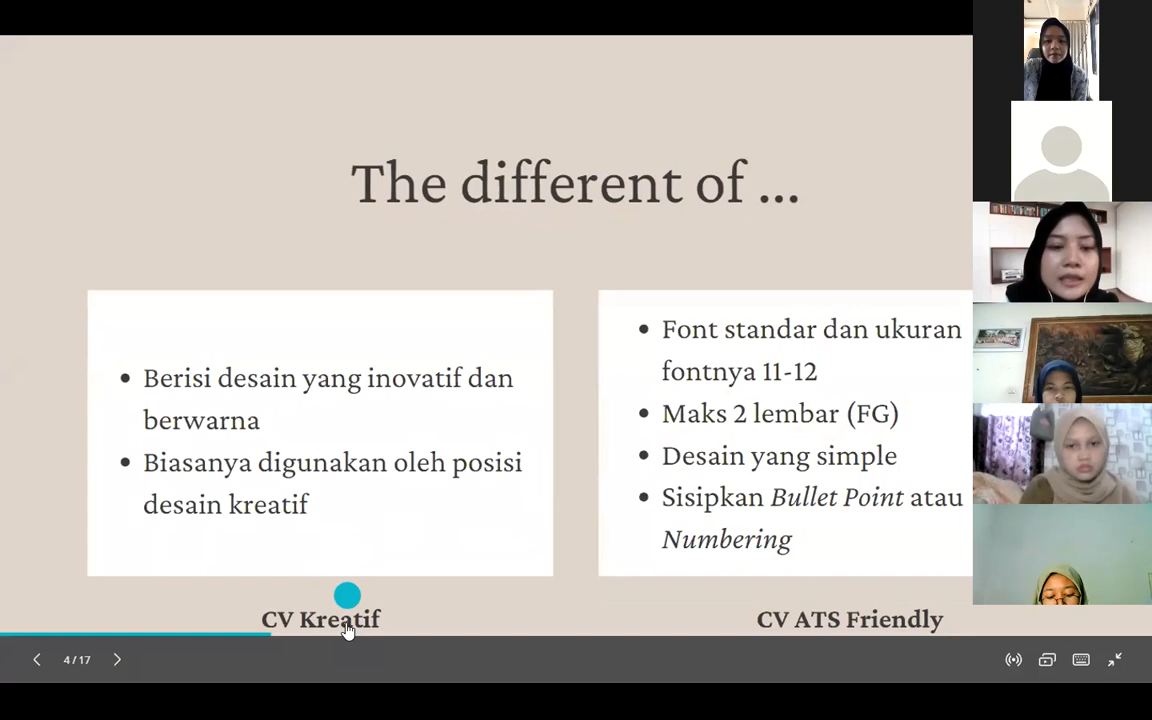 The different of ...
• Berisi desain yang inovatif dan
berwarna
• Biasanya digunakan oleh posisi
desain kreatif
CV Kreatif
• Font standar dan ukuran
fontnya 11-12
• Maks 2 lembar (FG)
• Desain yang simple
• Sisipkan Bullet Point atau
Numbering
CV ATS Friendly
4/17